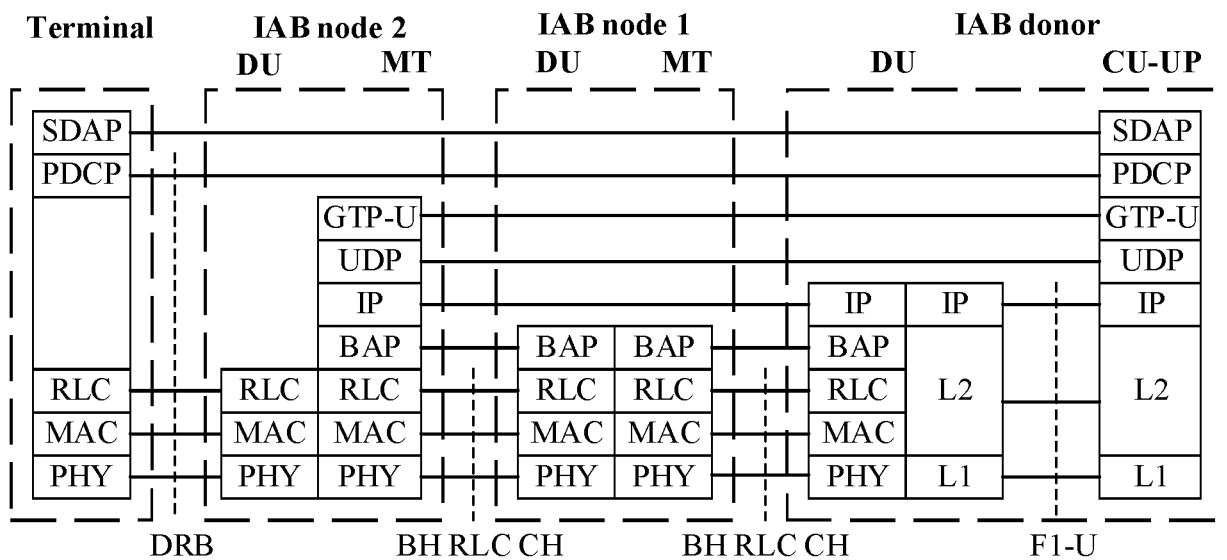 Terminal IAB node 2 IAB node 1 IAB donor
DU MT DU MT DU CU-UP
SDAP SDAP
PDCP PDCP
GTP-U GTP-U
UDP UDP
IP IP IP IP
BAP BAP BAP BAP
RLC RLC RLC RLC RLC RLC L2 L2
MAC MAC MAC MAC MAC MAC
PHY PHY PHY PHY PHY PHY L1 L1
DRB BH RLC CH BH RLC CH F1-U